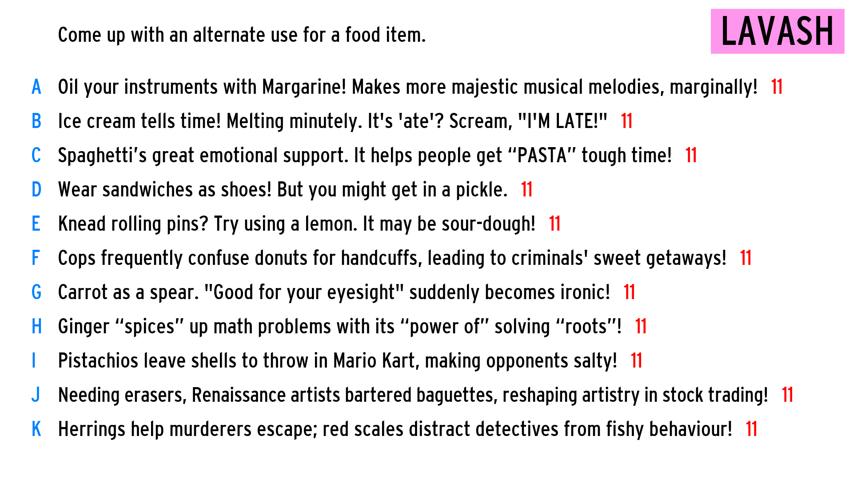 Come up with an alternate use for a food item.
LAVASH
A Oil your instruments with Margarine! Makes more majestic musical melodies, marginally! 11
B Ice cream tells time! Melting minutely. It's 'ate'? Scream, "I'M LATE!" 11
C Spaghetti’s great emotional support. It helps people get “PASTA” tough time! 11
D Wear sandwiches as shoes! But you might get in a pickle. 11
E Knead rolling pins? Try using a lemon. It may be sour-dough! 11
F Cops frequently confuse donuts for handcuffs, leading to criminals' sweet getaways! 11
G Carrot as a spear. "Good for your eyesight" suddenly becomes ironic! 11
H Ginger “spices” up math problems with its “power of” solving “roots”! 11
I Pistachios leave shells to throw in Mario Kart, making opponents salty! 11
J Needing erasers, Renaissance artists bartered baguettes, reshaping artistry in stock trading! 11
K Herrings help murderers escape; red scales distract detectives from fishy behaviour! 11